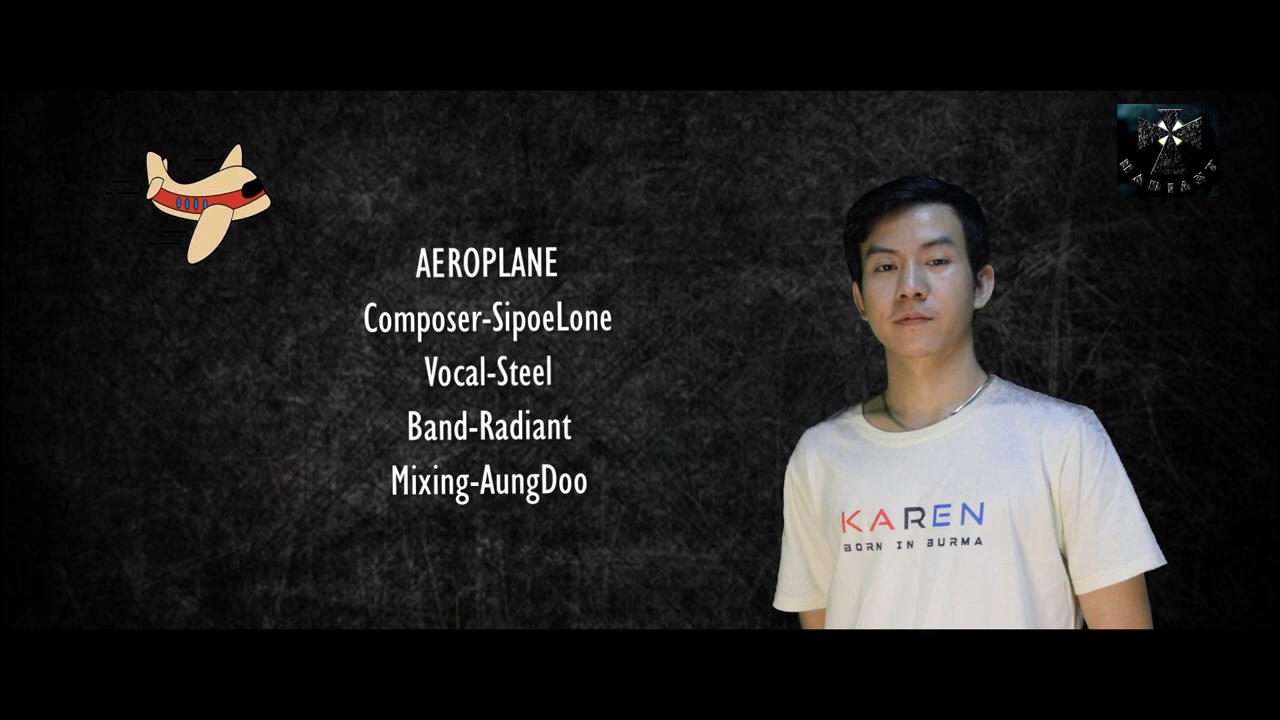 AEROPLANE
Composer-SipoeLone
Vocal-Steel
Band-Radiant
Mixing-AungDoo
KAREN
BORN IN BURMA